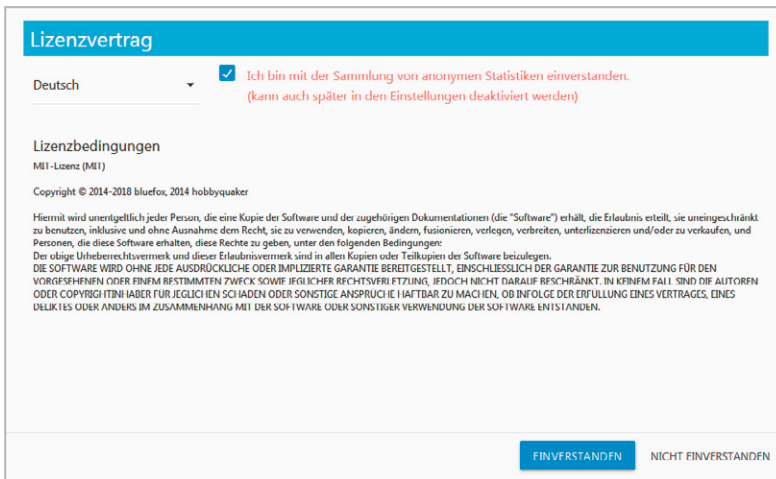 Lizenzvertrag
Deutsch
Ich bin mit der Sammlung von anonymen Statistiken einverstanden.
(kann auch später in den Einstellungen deaktiviert werden)
Lizenzbedingungen
MIT-Lizenz (MIT)
Copyright © 2014-2018 bluefox, 2014 hobbyquaker
Hiermit wird unentgeltlich jeder Person, die eine Kopie der Software und der zugehörigen Dokumentationen (die "Software") erhält, die Erlaubnis erteilt, sie uneingeschränkt
zu benutzen, inklusive und ohne Ausnahme dem Recht, sie zu verwenden, kopieren, ändern, fusionieren, verlegen, verbreiten, unterlizenzieren und/oder zu verkaufen, und
Personen, die diese Software erhalten, diese Rechte zu geben, unter den folgenden Bedingungen:
Der obige Urheberrechtsvermerk und dieser Erlaubnisvermerk sind in allen Kopien oder Teilkopien der Software beizulegen.
DIE SOFTWARE WIRD OHNE JEDE AUSDRÜCKLICHE ODER IMPLIZIERTE GARANTIE BEREITGESTELLT, EINSCHLIESSLICH DER GARANTIE ZUR BENUTZUNG FÜR DEN
VORGESEHENEN ODER EINEM BESTIMMTEN ZWECK SOWIE JEGLICHER RECHTSVERLETZUNG, JEDOCH NICHT DARAUF BESCHRÄNKT. IN KEINEM FALL SIND DIE AUTOREN
ODER COPYRIGHTINHABER FÜR JEGLICHEN SCHADEN ODER SONSTIGE ANSPRÜCHE HAFTBAR ZU MACHEN, OB INFOLGE DER ERFÜLLUNG EINES VERTRAGES, EINES
DELIKTES ODER ANDERS IM ZUSAMMENHANG MIT DER SOFTWARE ODER SONSTIGER VERWENDUNG DER SOFTWARE ENTSTANDEN.
EINVERSTANDEN NICHT EINVERSTANDEN